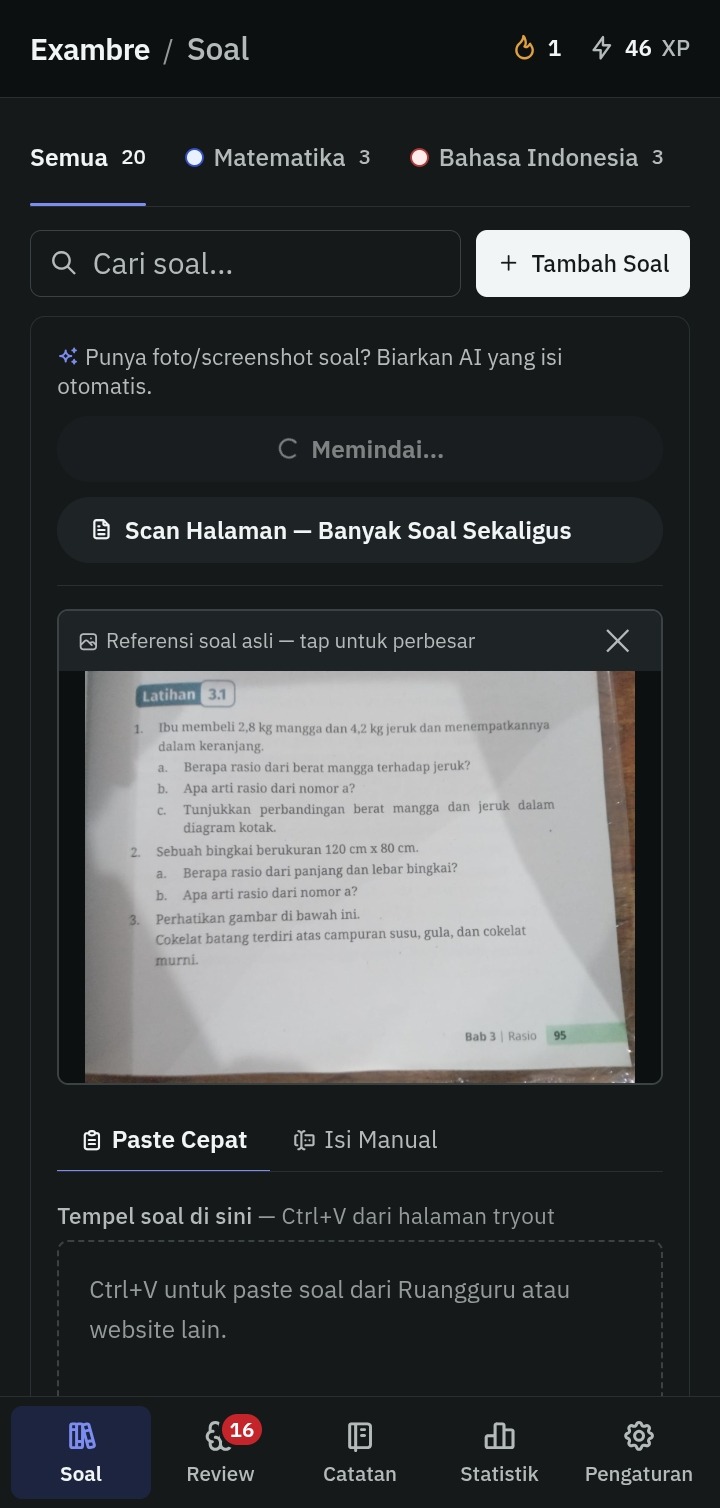 Exambre / Soal 1 46 XP
Semua 20 Matematika 3 Bahasa Indonesia 3
Cari soal... + Tambah Soal
Punya foto/screenshot soal? Biarkan AI yang isi
otomatis.
Memindai...
Scan Halaman — Banyak Soal Sekaligus
Referensi soal asli — tap untuk perbesar
Latihan 3.1
1. Ibu membeli 2,8 kg mangga dan 4,2 kg jeruk dan menempatkannya
dalam keranjang.
a. Berapa rasio dari berat mangga terhadap jeruk?
b. Apa arti rasio dari nomor a?
c. Tunjukkan perbandingan berat mangga dan jeruk dalam
diagram kotak.
2. Sebuah bingkai berukuran 120 cm x 80 cm.
a. Berapa rasio dari panjang dan lebar bingkai?
b. Apa arti rasio dari nomor a?
3. Perhatikan gambar di bawah ini.
Cokelat batang terdiri atas campuran susu, gula, dan cokelat
murni.
Bab 3 | Rasio 95
Paste Cepat Isi Manual
Tempel soal di sini — Ctrl+V dari halaman tryout
Ctrl+V untuk paste soal dari Ruangguru atau
website lain.
16
Soal Review Catatan Statistik Pengaturan